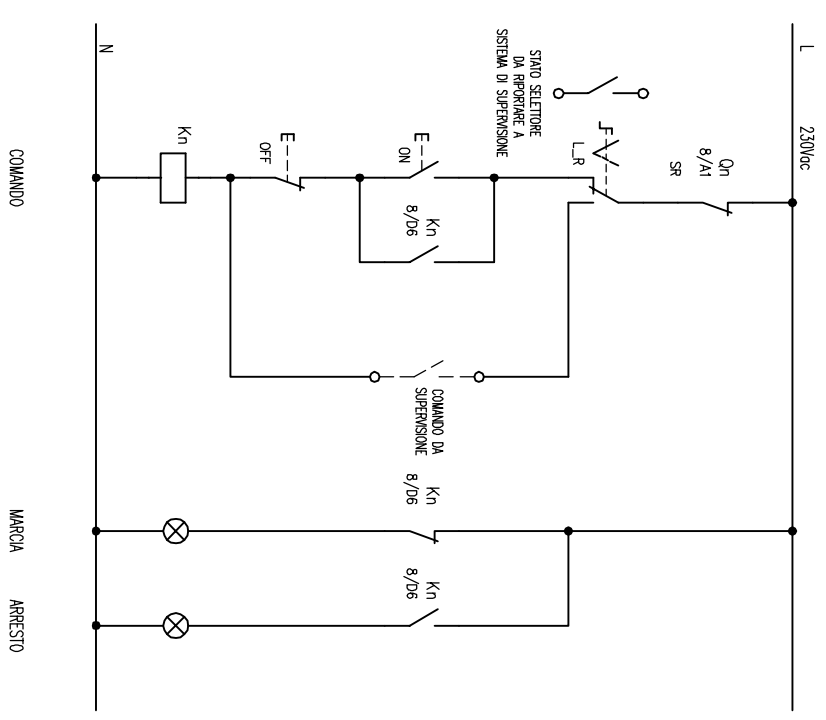 L
230Vac
Qn
8/A1
SR
STATO SELETTORE
DA RIPORTARE A
SISTEMA DI SUPERVISIONE
L_R
ON
Kn
8/D6
OFF
Kn
N
COMANDO DA
SUPERVISIONE
Kn
8/D6
Kn
8/D6
COMANDO
MARCIA
ARRESTO